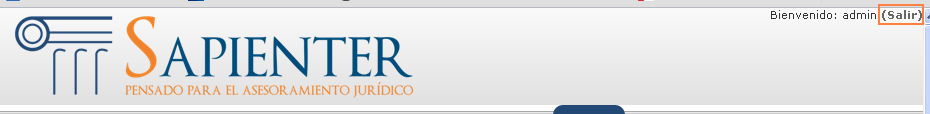 Bienvenido: admin (Salir)
SAPIENTER
PENSADO PARA EL ASESORAMIENTO JURÍDICO